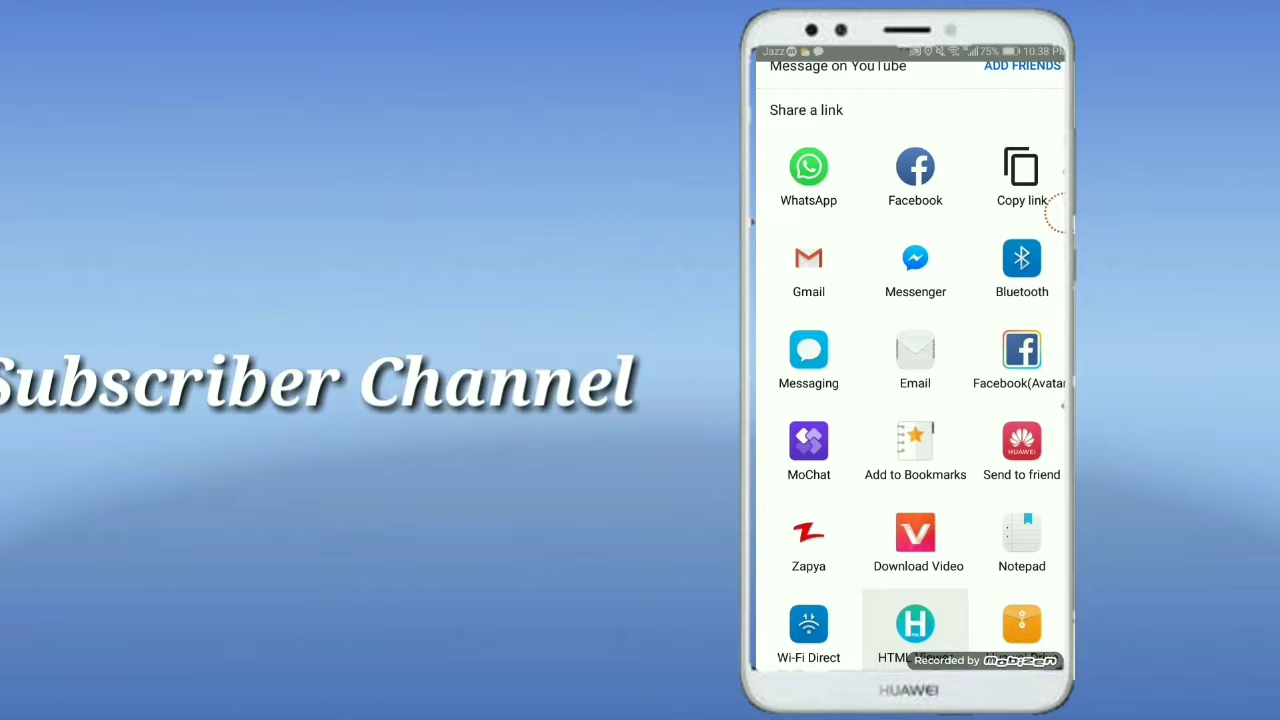 Jazz 75% 10:38 PM
Message on YouTube ADD FRIENDS
Share a link
WhatsApp Facebook Copy link
Gmail Messenger Bluetooth
Subscriber Channel
Messaging Email Facebook(Avatar
MoChat Add to Bookmarks Send to friend
HUAWEI
Zapya Download Video Notepad
Wi-Fi Direct HTML Viewer
Recorded by
HUAWEI